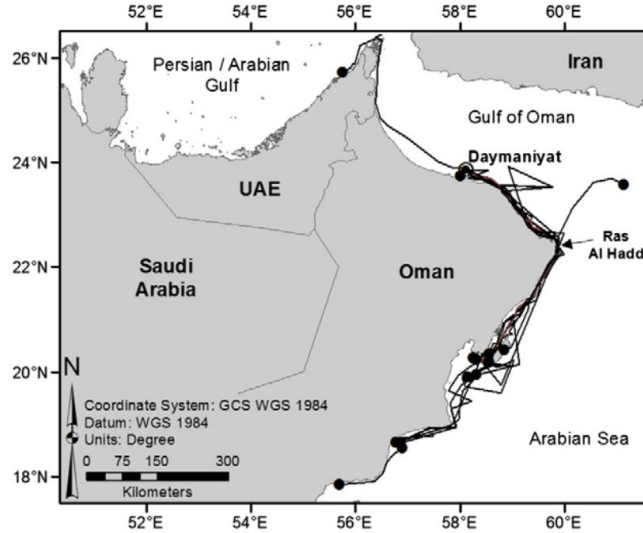 52°E 54°E 56°E 58°E 60°E
26°N
Persian / Arabian
Gulf
Iran
Gulf of Oman
24°N
Daymaniyat
UAE
22°N
Ras
Al Hadd
Saudi
Arabia
Oman
20°N
N
Coordinate System: GCS WGS 1984
Datum: WGS 1984
Units: Degree
0 75 150 300
Kilometers
Arabian Sea
18°N
52°E 54°E 56°E 58°E 60°E